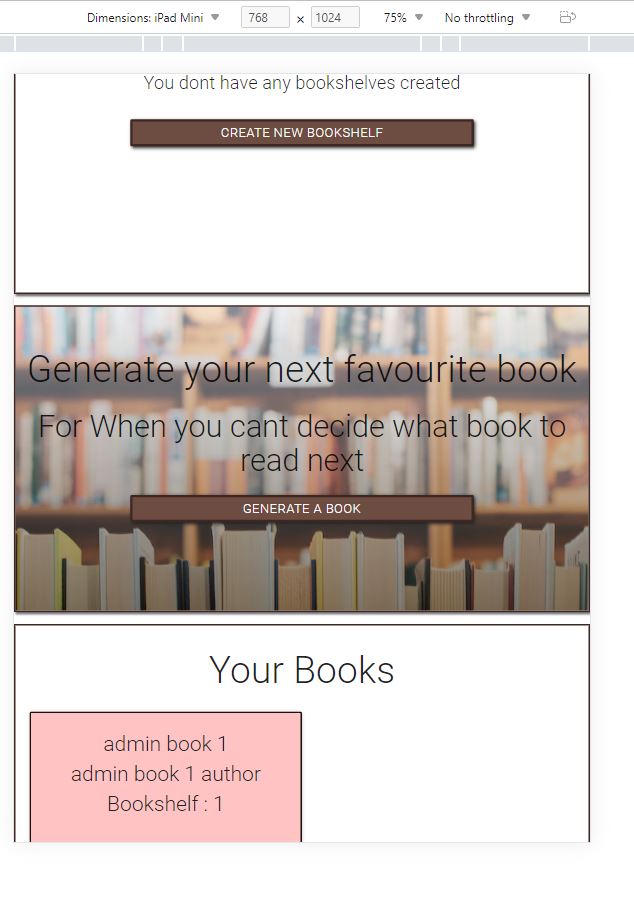 Dimensions: iPad Mini 768 × 1024 75% No throttling
You dont have any bookshelves created
CREATE NEW BOOKSHELF
Generate your next favourite book
For When you cant decide what book to
read next
GENERATE A BOOK
Your Books
admin book 1
admin book 1 author
Bookshelf : 1